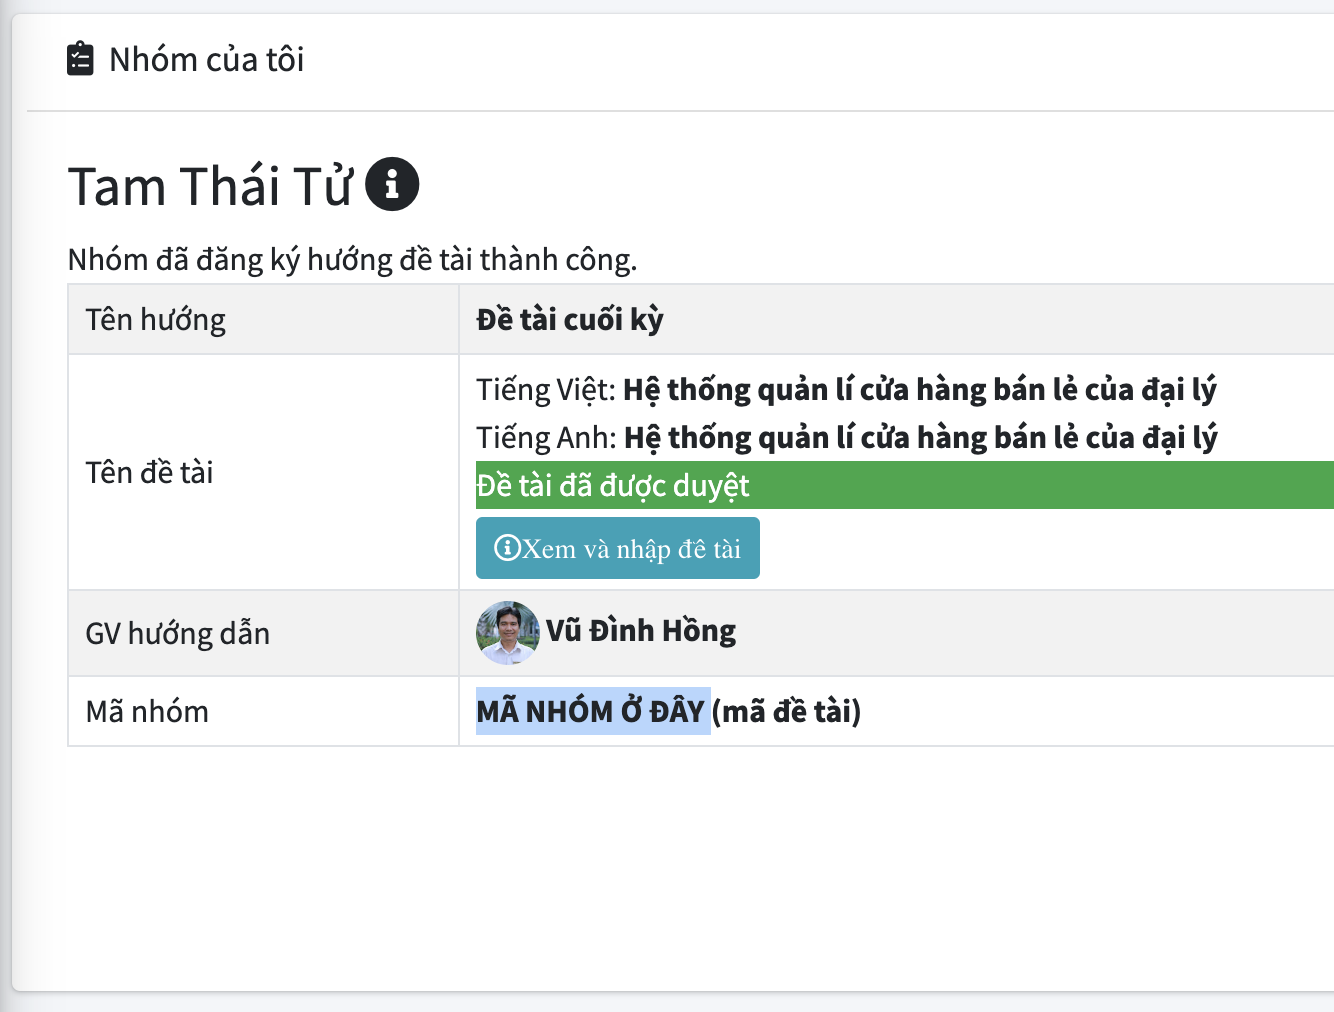 Nhóm của tôi
Tam Thái Tử
Nhóm đã đăng ký hướng đề tài thành công.
Tên hướng
Đề tài cuối kỳ
Tên đề tài
Tiếng Việt: Hệ thống quản lí cửa hàng bán lẻ của đại lý
Tiếng Anh: Hệ thống quản lí cửa hàng bán lẻ của đại lý
Đề tài đã được duyệt
Xem và nhập đề tài
GV hướng dẫn
Vũ Đình Hồng
Mã nhóm
MÃ NHÓM Ở ĐÂY (mã đề tài)